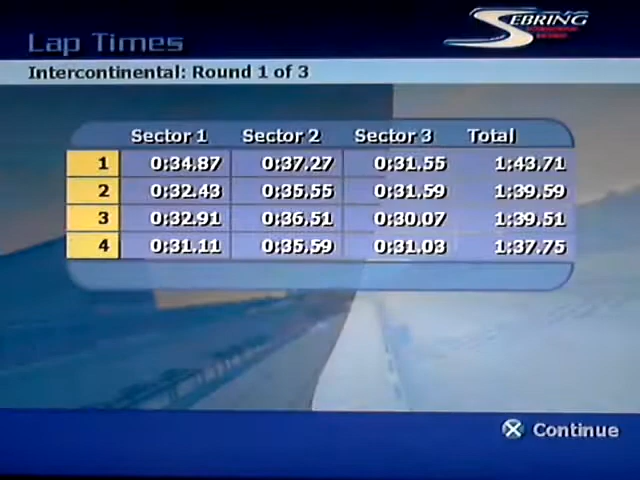 SEBRING
INTERNATIONAL
RACEWAY
Lap Times
Intercontinental: Round 1 of 3
Sector 1 Sector 2 Sector 3 Total
1 0:34.87 0:37.27 0:31.55 1:43.71
2 0:32.43 0:35.55 0:31.59 1:39.59
3 0:32.91 0:36.51 0:30.07 1:39.51
4 0:31.11 0:35.59 0:31.03 1:37.75
Continue